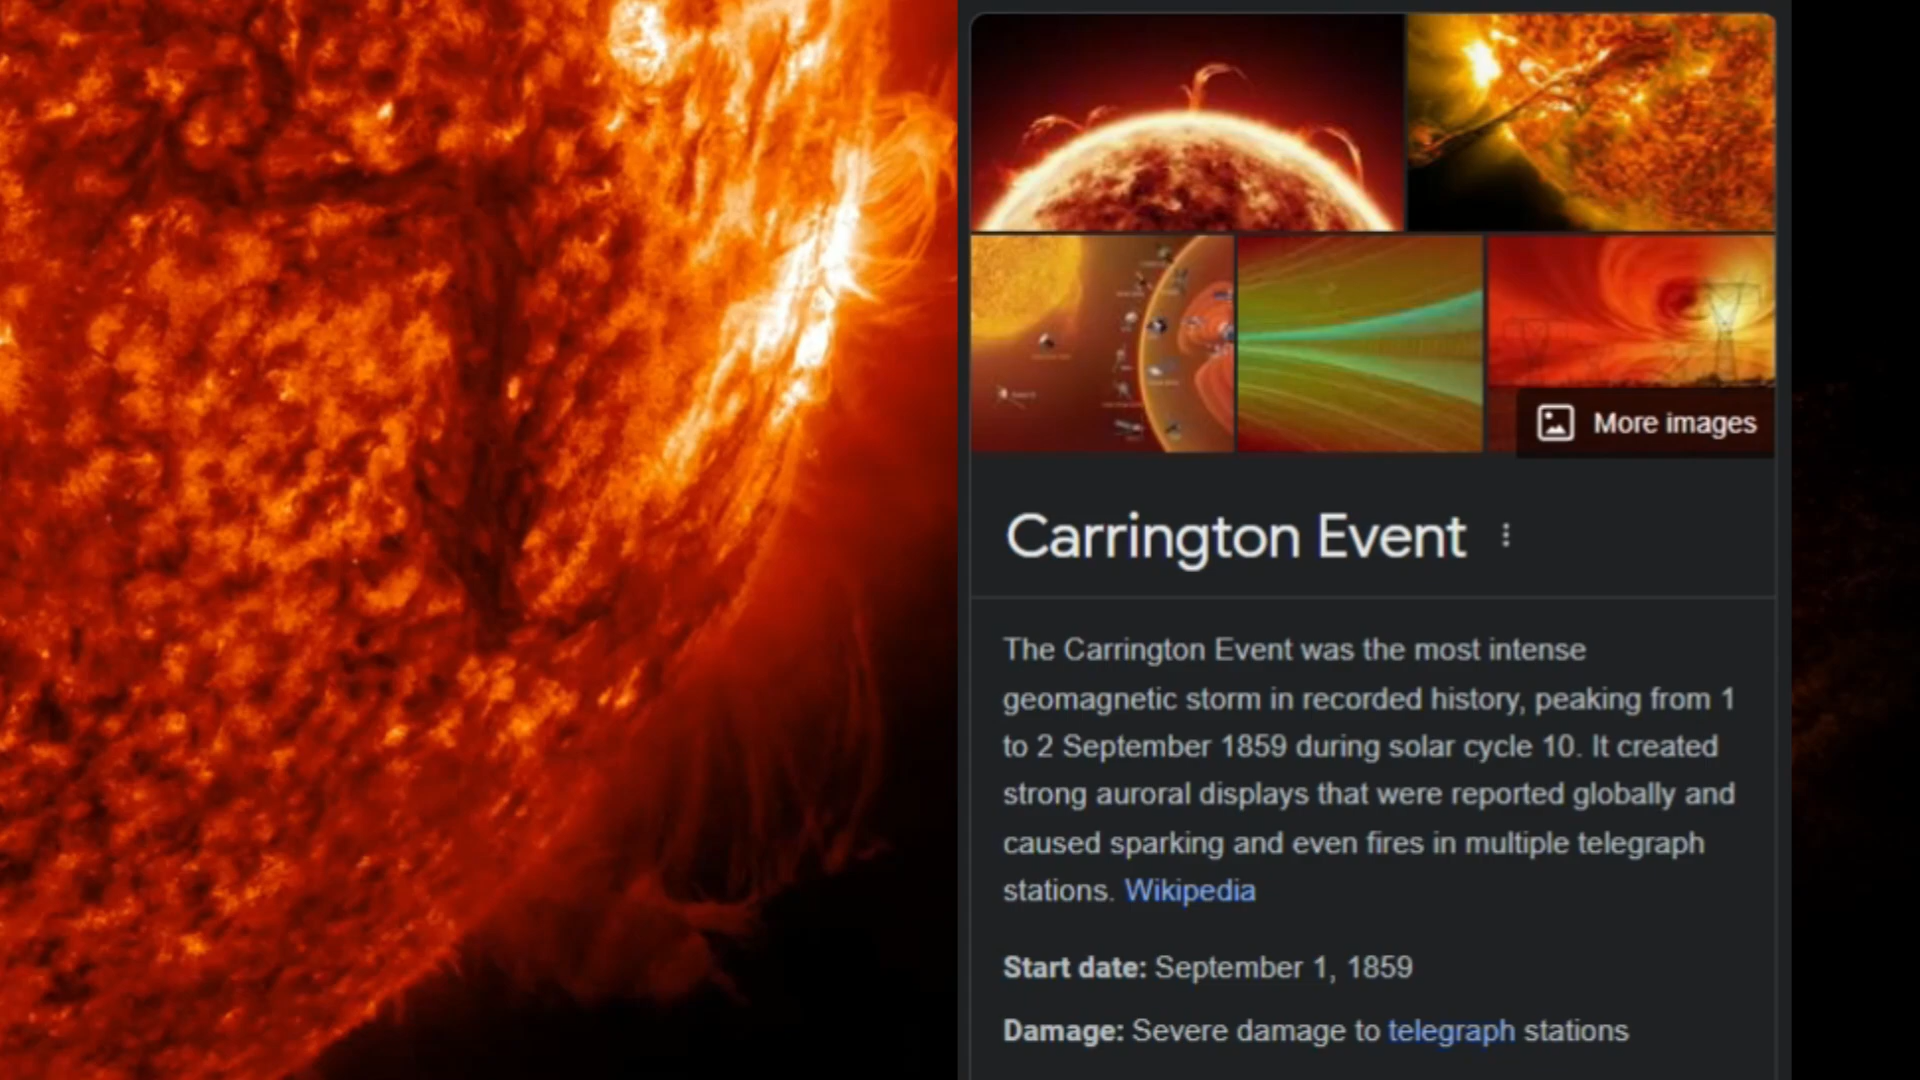 More images
Carrington Event
The Carrington Event was the most intense
geomagnetic storm in recorded history, peaking from 1
to 2 September 1859 during solar cycle 10. It created
strong auroral displays that were reported globally and
caused sparking and even fires in multiple telegraph
stations. Wikipedia
Start date: September 1, 1859
Damage: Severe damage to telegraph stations